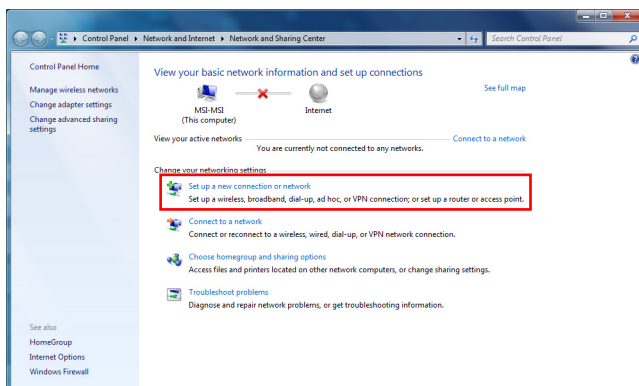 Control Panel ▸ Network and Internet ▸ Network and Sharing Center
Search Control Panel
Control Panel Home
Manage wireless networks
Change adapter settings
Change advanced sharing
settings
View your basic network information and set up connections
See full map
MSI-MSI
(This computer)
Internet
View your active networks
Connect to a network
You are currently not connected to any networks.
Change your networking settings
Set up a new connection or network
Set up a wireless, broadband, dial-up, ad hoc, or VPN connection; or set up a router or access point.
Connect to a network
Connect or reconnect to a wireless, wired, dial-up, or VPN network connection.
Choose homegroup and sharing options
Access files and printers located on other network computers, or change sharing settings.
Troubleshoot problems
Diagnose and repair network problems, or get troubleshooting information.
See also
HomeGroup
Internet Options
Windows Firewall